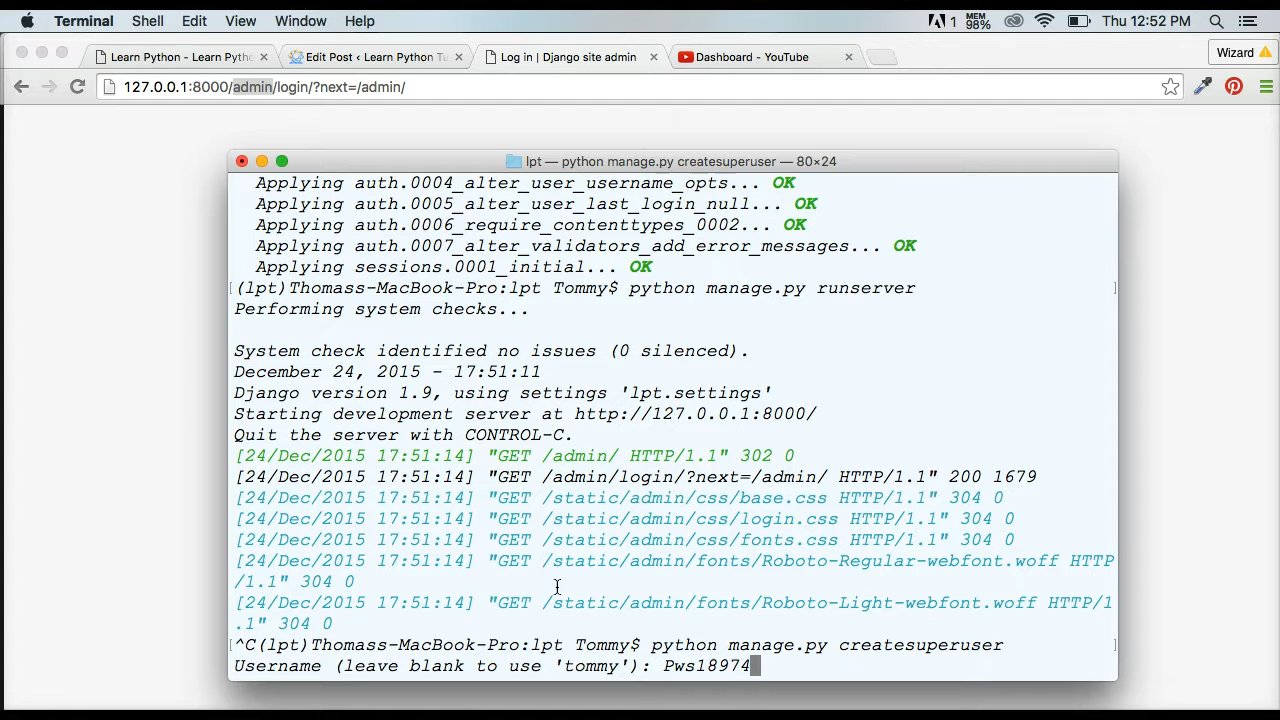 Terminal Shell Edit View Window Help 1 MEM 98% Thu 12:52 PM
Learn Python - Learn Pytho Edit Post ‹ Learn Python Tu Log in | Django site admin Dashboard - YouTube Wizard
127.0.0.1:8000/admin/login/?next=/admin/
lpt — python manage.py createsuperuser — 80×24
Applying auth.0004_alter_user_username_opts... OK
Applying auth.0005_alter_user_last_login_null... OK
Applying auth.0006_require_contenttypes_0002... OK
Applying auth.0007_alter_validators_add_error_messages... OK
Applying sessions.0001_initial... OK
(lpt)Thomass-MacBook-Pro:lpt Tommy$ python manage.py runserver
Performing system checks...
System check identified no issues (0 silenced).
December 24, 2015 - 17:51:11
Django version 1.9, using settings 'lpt.settings'
Starting development server at http://127.0.0.1:8000/
Quit the server with CONTROL-C.
[24/Dec/2015 17:51:14] "GET /admin/ HTTP/1.1" 302 0
[24/Dec/2015 17:51:14] "GET /admin/login/?next=/admin/ HTTP/1.1" 200 1679
[24/Dec/2015 17:51:14] "GET /static/admin/css/base.css HTTP/1.1" 304 0
[24/Dec/2015 17:51:14] "GET /static/admin/css/login.css HTTP/1.1" 304 0
[24/Dec/2015 17:51:14] "GET /static/admin/css/fonts.css HTTP/1.1" 304 0
[24/Dec/2015 17:51:14] "GET /static/admin/fonts/Roboto-Regular-webfont.woff HTTP
/1.1" 304 0
[24/Dec/2015 17:51:14] "GET /static/admin/fonts/Roboto-Light-webfont.woff HTTP/1
.1" 304 0
^C(lpt)Thomass-MacBook-Pro:lpt Tommy$ python manage.py createsuperuser
Username (leave blank to use 'tommy'): Pwsl8974